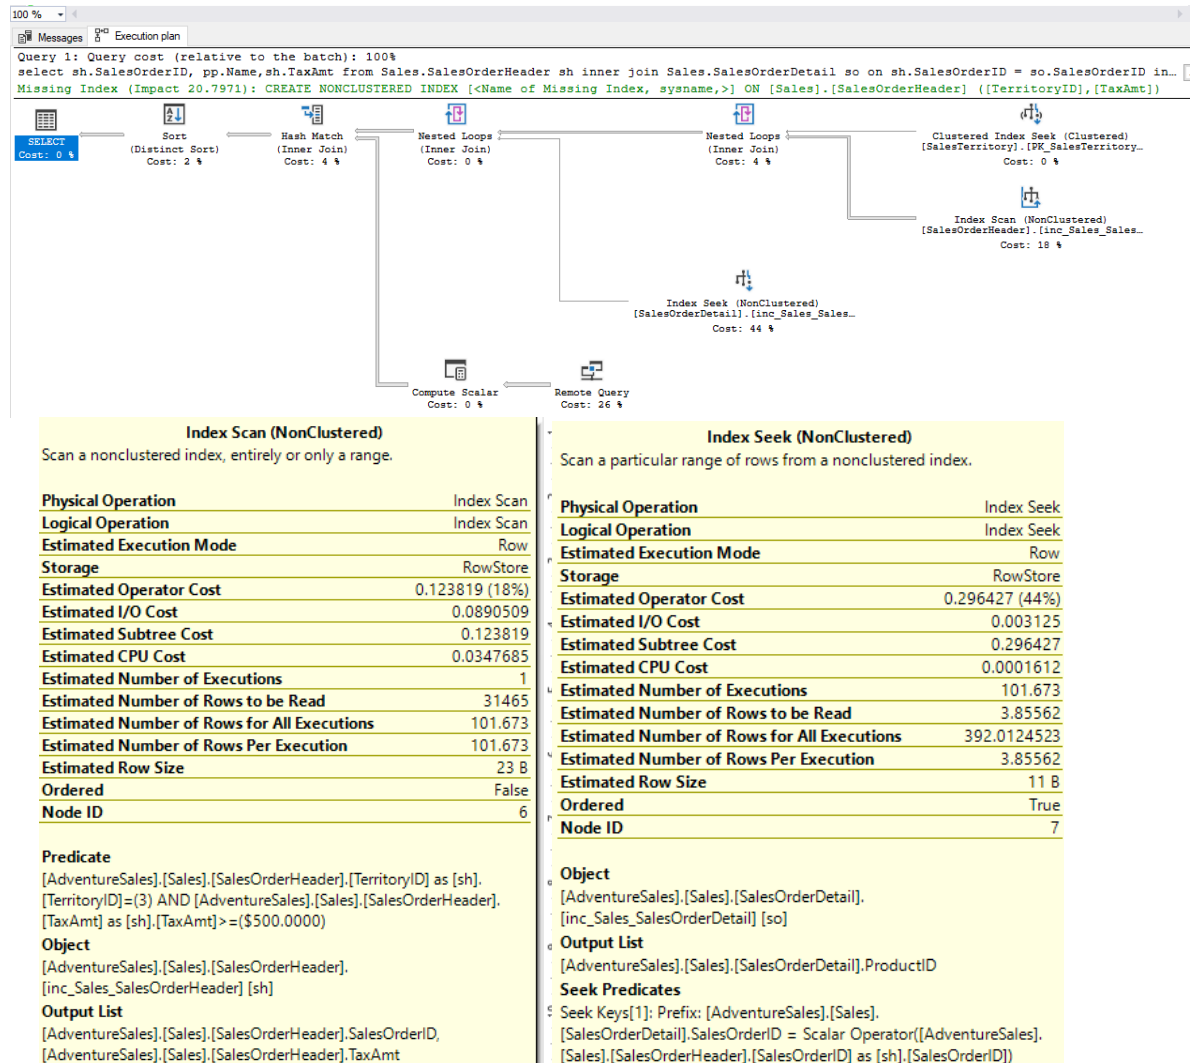 100 %
Messages Execution plan
Query 1: Query cost (relative to the batch): 100%
select sh.SalesOrderID, pp.Name,sh.TaxAmt from Sales.SalesOrderHeader sh inner join Sales.SalesOrderDetail so on sh.SalesOrderID = so.SalesOrderID in…
Missing Index (Impact 20.7971): CREATE NONCLUSTERED INDEX [<Name of Missing Index, sysname,>] ON [Sales].[SalesOrderHeader] ([TerritoryID],[TaxAmt])
SELECT
Cost: 0 %
Sort
(Distinct Sort)
Cost: 2 %
Hash Match
(Inner Join)
Cost: 4 %
Nested Loops
(Inner Join)
Cost: 0 %
Nested Loops
(Inner Join)
Cost: 4 %
Clustered Index Seek (Clustered)
[SalesTerritory].[PK_SalesTerritory…
Cost: 0 %
Index Scan (NonClustered)
[SalesOrderHeader].[inc_Sales_Sales…
Cost: 18 %
Index Seek (NonClustered)
[SalesOrderDetail].[inc_Sales_Sales…
Cost: 44 %
Compute Scalar
Cost: 0 %
Remote Query
Cost: 26 %
Index Scan (NonClustered)
Scan a nonclustered index, entirely or only a range.
Physical Operation Index Scan
Logical Operation Index Scan
Estimated Execution Mode Row
Storage RowStore
Estimated Operator Cost 0.123819 (18%)
Estimated I/O Cost 0.0890509
Estimated Subtree Cost 0.123819
Estimated CPU Cost 0.0347685
Estimated Number of Executions 1
Estimated Number of Rows to be Read 31465
Estimated Number of Rows for All Executions 101.673
Estimated Number of Rows Per Execution 101.673
Estimated Row Size 23 B
Ordered False
Node ID 6
Predicate
[AdventureSales].[Sales].[SalesOrderHeader].[TerritoryID] as [sh].
[TerritoryID]=(3) AND [AdventureSales].[Sales].[SalesOrderHeader].
[TaxAmt] as [sh].[TaxAmt]>=($500.0000)
Object
[AdventureSales].[Sales].[SalesOrderHeader].
[inc_Sales_SalesOrderHeader] [sh]
Output List
[AdventureSales].[Sales].[SalesOrderHeader].SalesOrderID,
[AdventureSales].[Sales].[SalesOrderHeader].TaxAmt
Index Seek (NonClustered)
Scan a particular range of rows from a nonclustered index.
Physical Operation Index Seek
Logical Operation Index Seek
Estimated Execution Mode Row
Storage RowStore
Estimated Operator Cost 0.296427 (44%)
Estimated I/O Cost 0.003125
Estimated Subtree Cost 0.296427
Estimated CPU Cost 0.0001612
Estimated Number of Executions 101.673
Estimated Number of Rows to be Read 3.85562
Estimated Number of Rows for All Executions 392.0124523
Estimated Number of Rows Per Execution 3.85562
Estimated Row Size 11 B
Ordered True
Node ID 7
Object
[AdventureSales].[Sales].[SalesOrderDetail].
[inc_Sales_SalesOrderDetail] [so]
Output List
[AdventureSales].[Sales].[SalesOrderDetail].ProductID
Seek Predicates
Seek Keys[1]: Prefix: [AdventureSales].[Sales].
[SalesOrderDetail].SalesOrderID = Scalar Operator([AdventureSales].
[Sales].[SalesOrderHeader].[SalesOrderID] as [sh].[SalesOrderID])